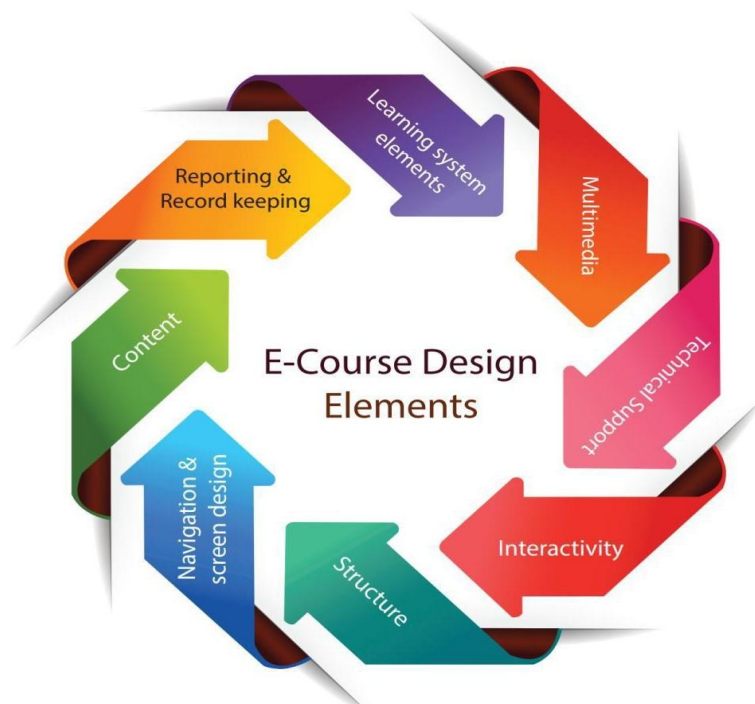 E-Course Design
Elements
Learning system
elements
Multimedia
Technical Support
Interactivity
Structure
Navigation &
screen design
Content
Reporting &
Record keeping